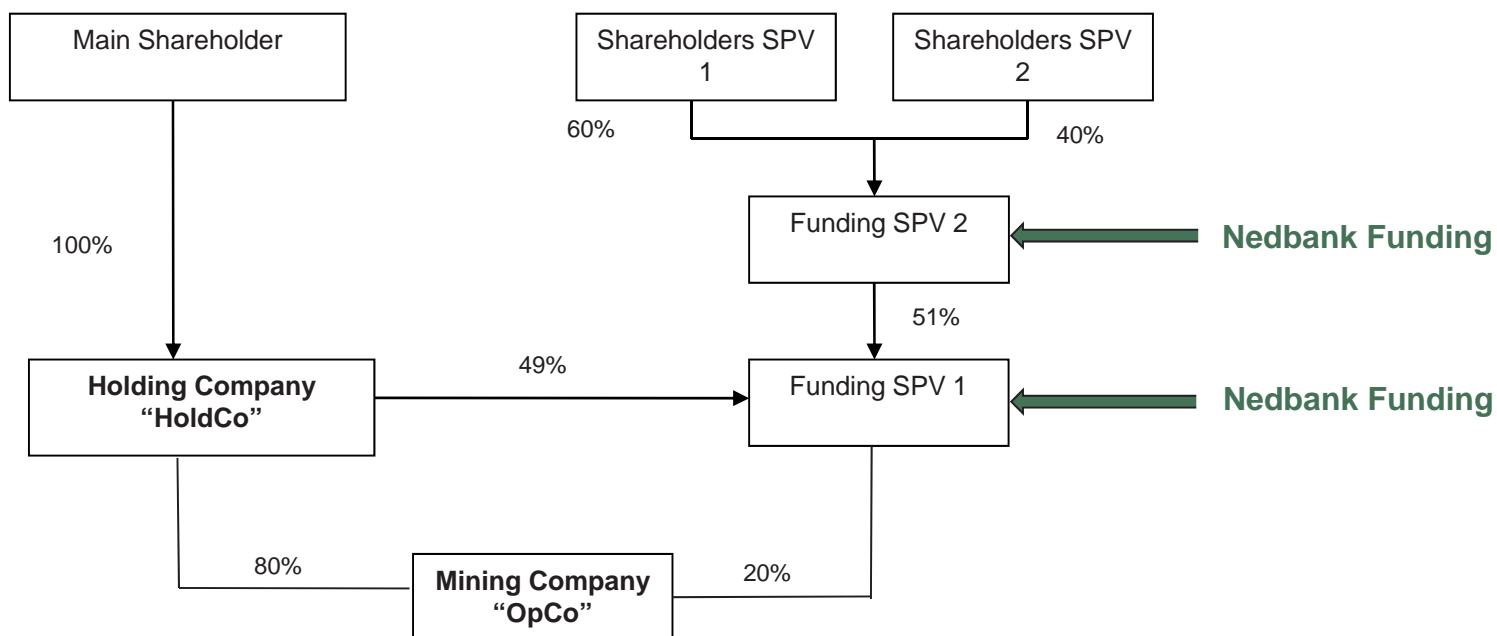 Main Shareholder
Shareholders SPV
1
Shareholders SPV
2
60%
40%
Funding SPV 2
Nedbank Funding
100%
51%
Holding Company
“HoldCo”
49%
Funding SPV 1
Nedbank Funding
80%
Mining Company
“OpCo”
20%